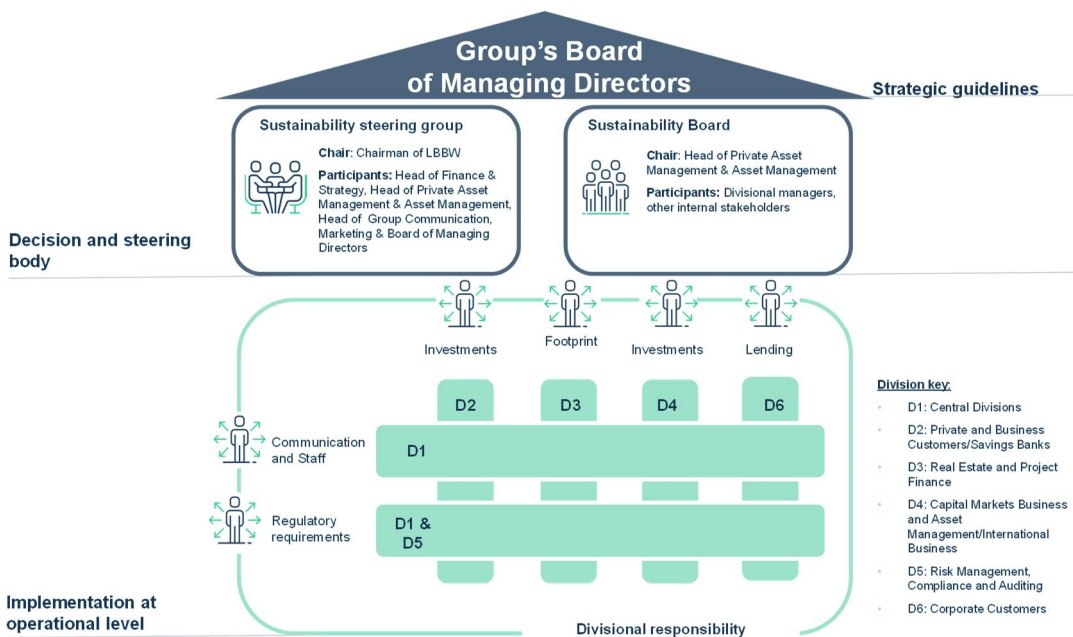 Group's Board
of Managing Directors
Strategic guidelines
Sustainability steering group
Chair: Chairman of LBBW
Participants: Head of Finance &
Strategy, Head of Private Asset
Management & Asset Management,
Head of Group Communication,
Marketing & Board of Managing
Directors
Sustainability Board
Chair: Head of Private Asset
Management & Asset Management
Participants: Divisional managers,
other internal stakeholders
Decision and steering
body
Investments
Footprint
Investments
Lending
D2
D3
D4
D6
Communication
and Staff
D1
Regulatory
requirements
D1 &
D5
Division key:
D1: Central Divisions
D2: Private and Business
Customers/Savings Banks
D3: Real Estate and Project
Finance
D4: Capital Markets Business
and Asset
Management/International
Business
D5: Risk Management,
Compliance and Auditing
D6: Corporate Customers
Implementation at
operational level
Divisional responsibility